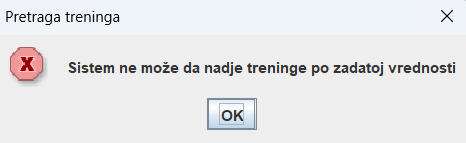 Pretraga treninga
Sistem ne može da nadje treninge po zadatoj vrednosti
OK